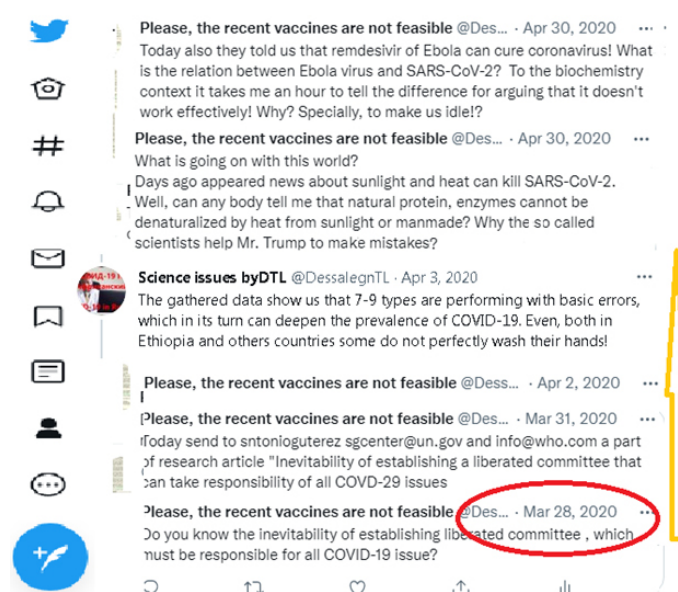 Please, the recent vaccines are not feasible @Des... · Apr 30, 2020 ...
Today also they told us that remdesivir of Ebola can cure coronavirus! What
is the relation between Ebola virus and SARS-CoV-2? To the biochemistry
context it takes me an hour to tell the difference for arguing that it doesn't
work effectively! Why? Specially, to make us idle!?
Please, the recent vaccines are not feasible @Des... · Apr 30, 2020 ...
What is going on with this world?
Days ago appeared news about sunlight and heat can kill SARS-CoV-2.
Well, can any body tell me that natural protein, enzymes cannot be
denaturalized by heat from sunlight or manmade? Why the so called
scientists help Mr. Trump to make mistakes?
Science issues byDTL @DessalegnTL · Apr 3, 2020 ...
The gathered data show us that 7-9 types are performing with basic errors,
which in its turn can deepen the prevalence of COVID-19. Even, both in
Ethiopia and others countries some do not perfectly wash their hands!
Please, the recent vaccines are not feasible @Dess... · Apr 2, 2020 ...
Please, the recent vaccines are not feasible @Des... · Mar 31, 2020 ...
Today send to sntonioguterez sgcenter@un.gov and info@who.com a part
of research article "Inevitability of establishing a liberated committee that
can take responsibility of all COVD-29 issues
Please, the recent vaccines are not feasible @Des... · Mar 28, 2020 ...
Do you know the inevitability of establishing liberated committee , which
must be responsible for all COVID-19 issue?